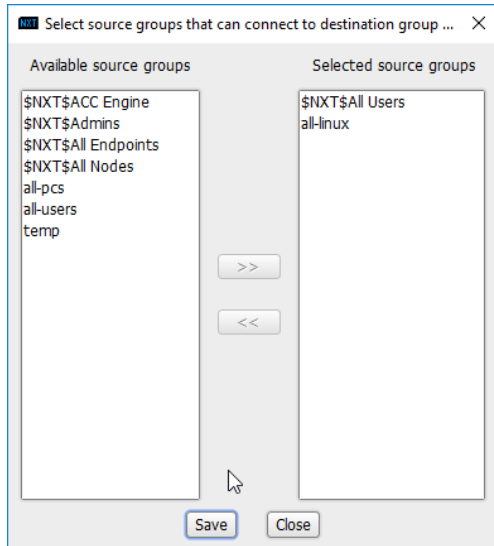 NXT Select source groups that can connect to destination group ...
Available source groups
Selected source groups
$NXT$ACC Engine
$NXT$Admins
$NXT$All Endpoints
$NXT$All Nodes
all-pcs
all-users
temp
$NXT$All Users
all-linux
>>
<<
Save
Close